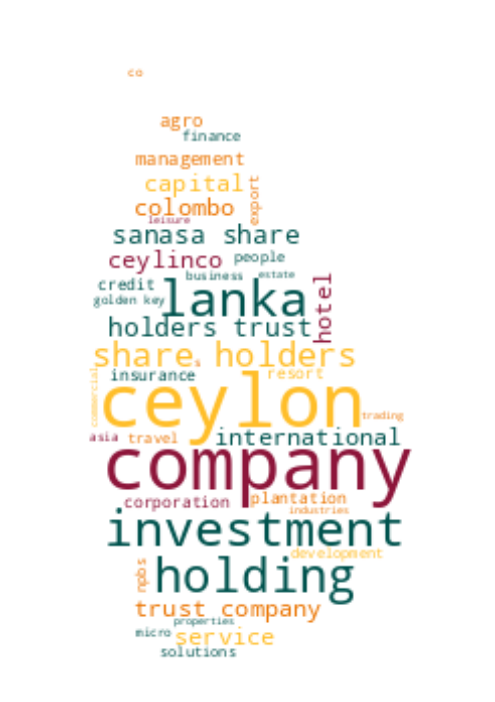 co
agro
finance
management
capital
export
colombo
leisure
sanasa share
ceylinco people
business estate
credit
golden key
lanka
hotel
holders trust
share holders
s
insurance
resort
commercial
ceylon
trading
asia travel international
company
corporation plantation
industries
investment
development
npbs
holding
trust company
properties
micro service
solutions